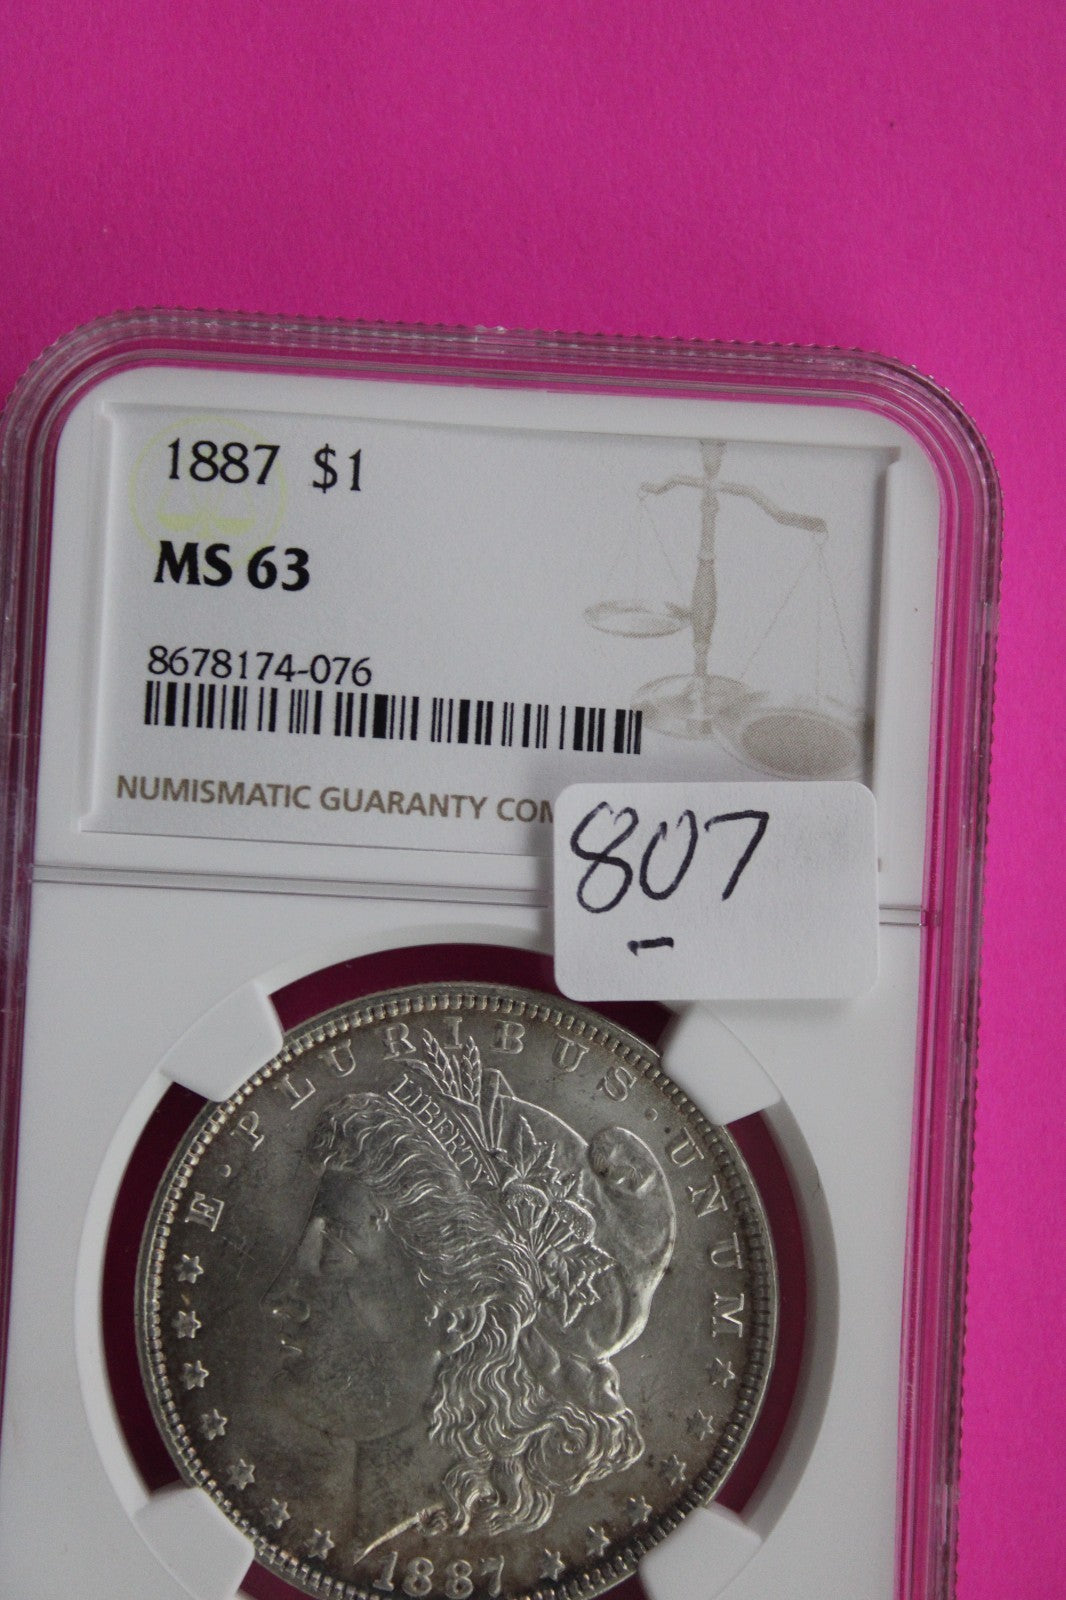 1887 $1
MS 63
8678174-076
NUMISMATIC GUARANTY COM
807
E · PLURIBUS · UNUM
LIBERTY
1887